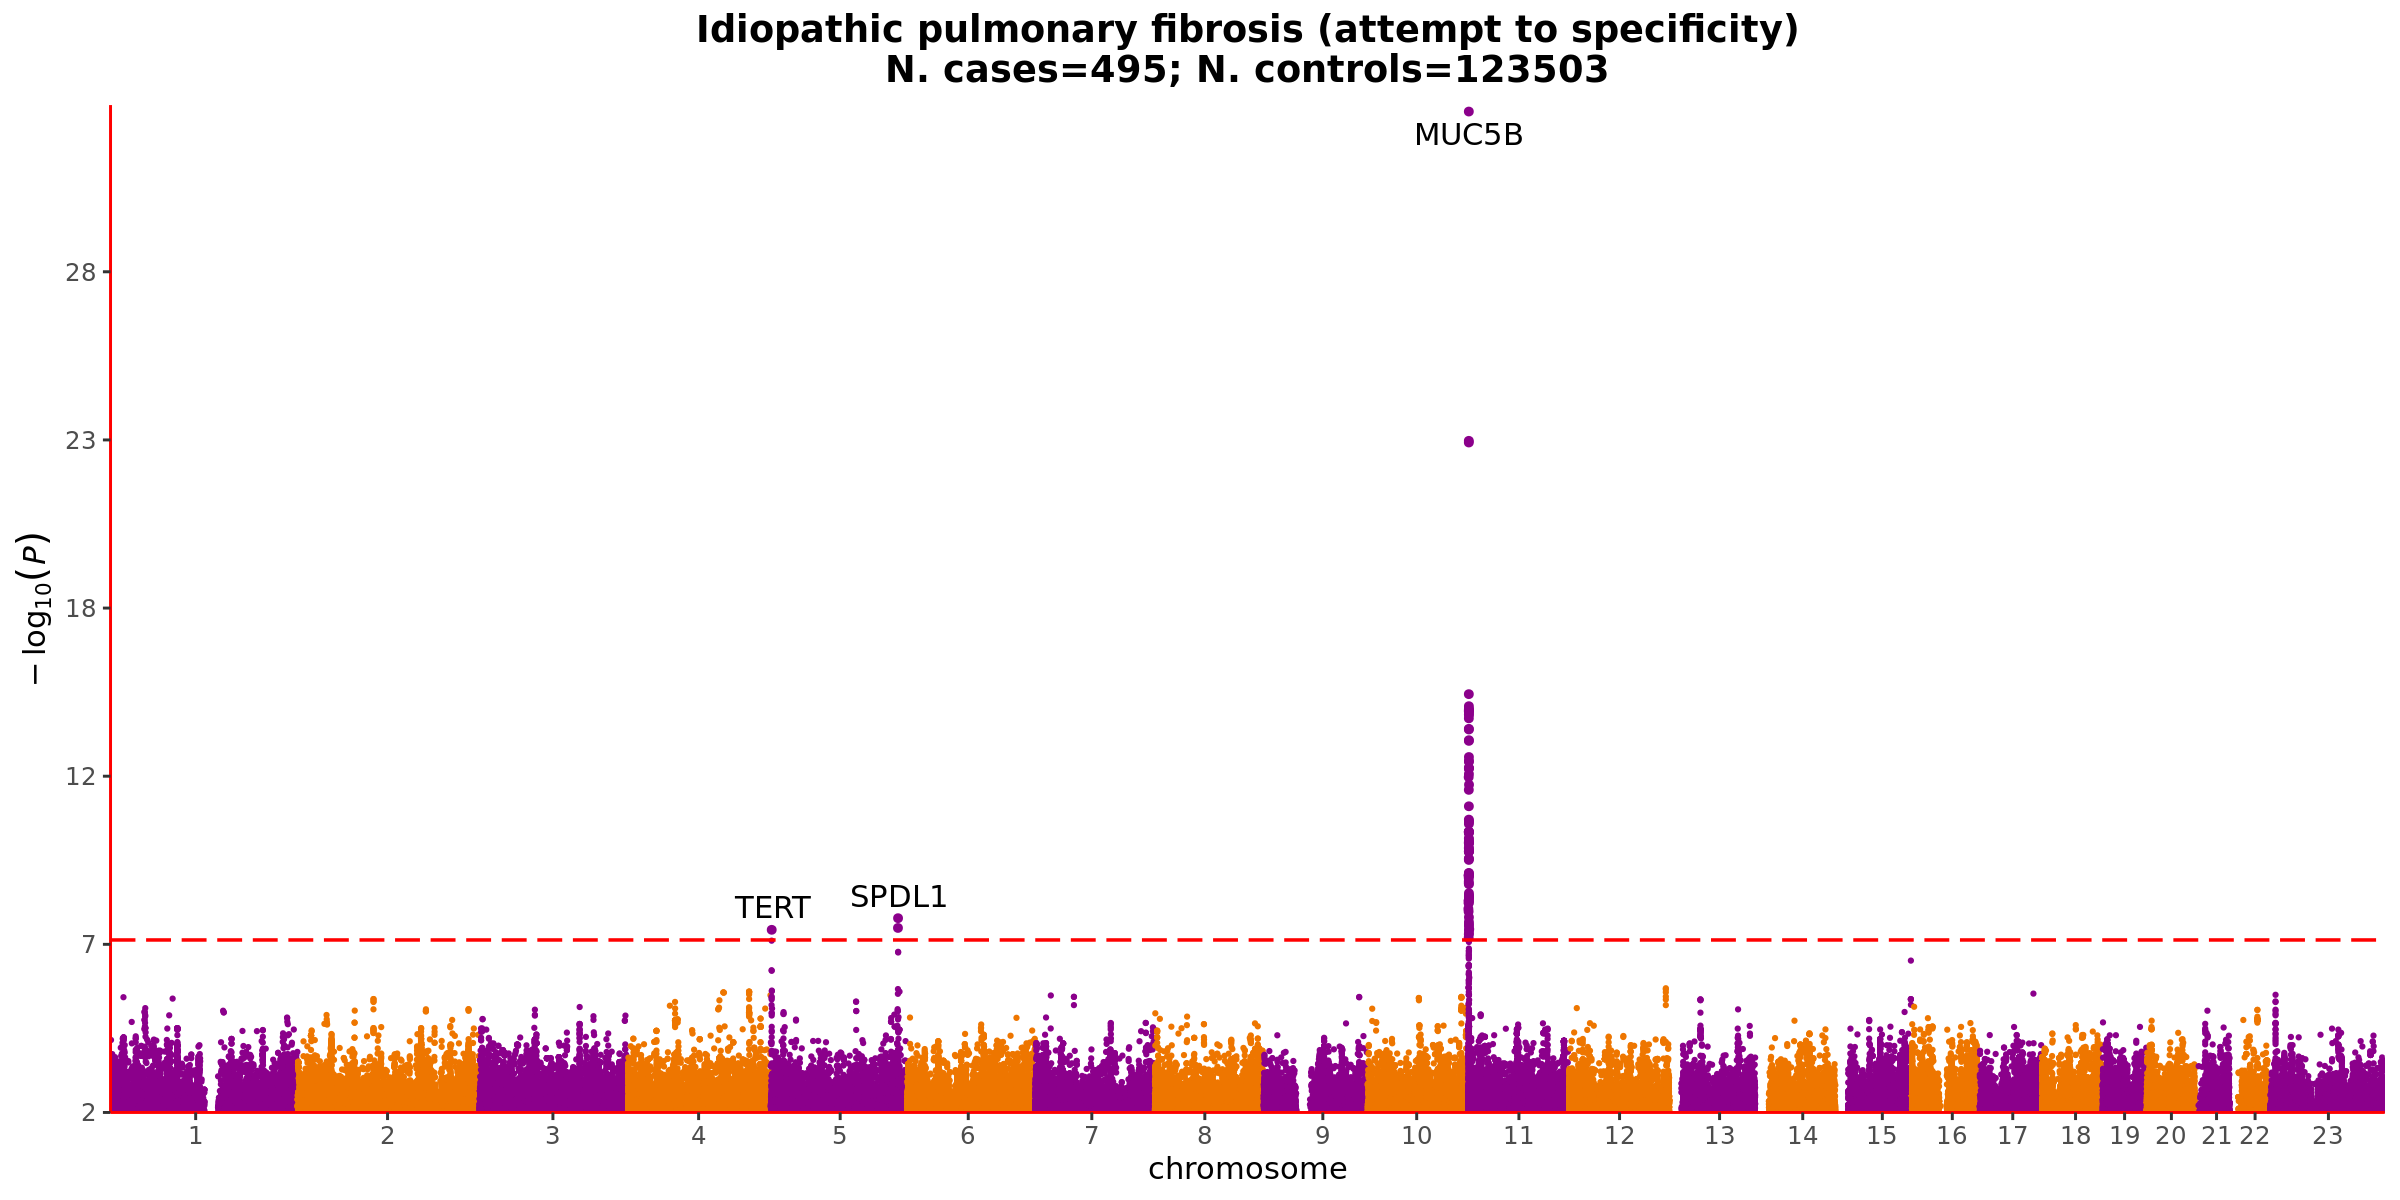 Idiopathic pulmonary fibrosis (attempt to specificity)
N. cases=495; N. controls=123503
MUC5B
28
23
18
12
TERT
SPDL1
7
2
−log10(P)
1 2 3 4 5 6 7 8 9 10 11 12 13 14 15 16 17 18 19 20 21 22 23
chromosome